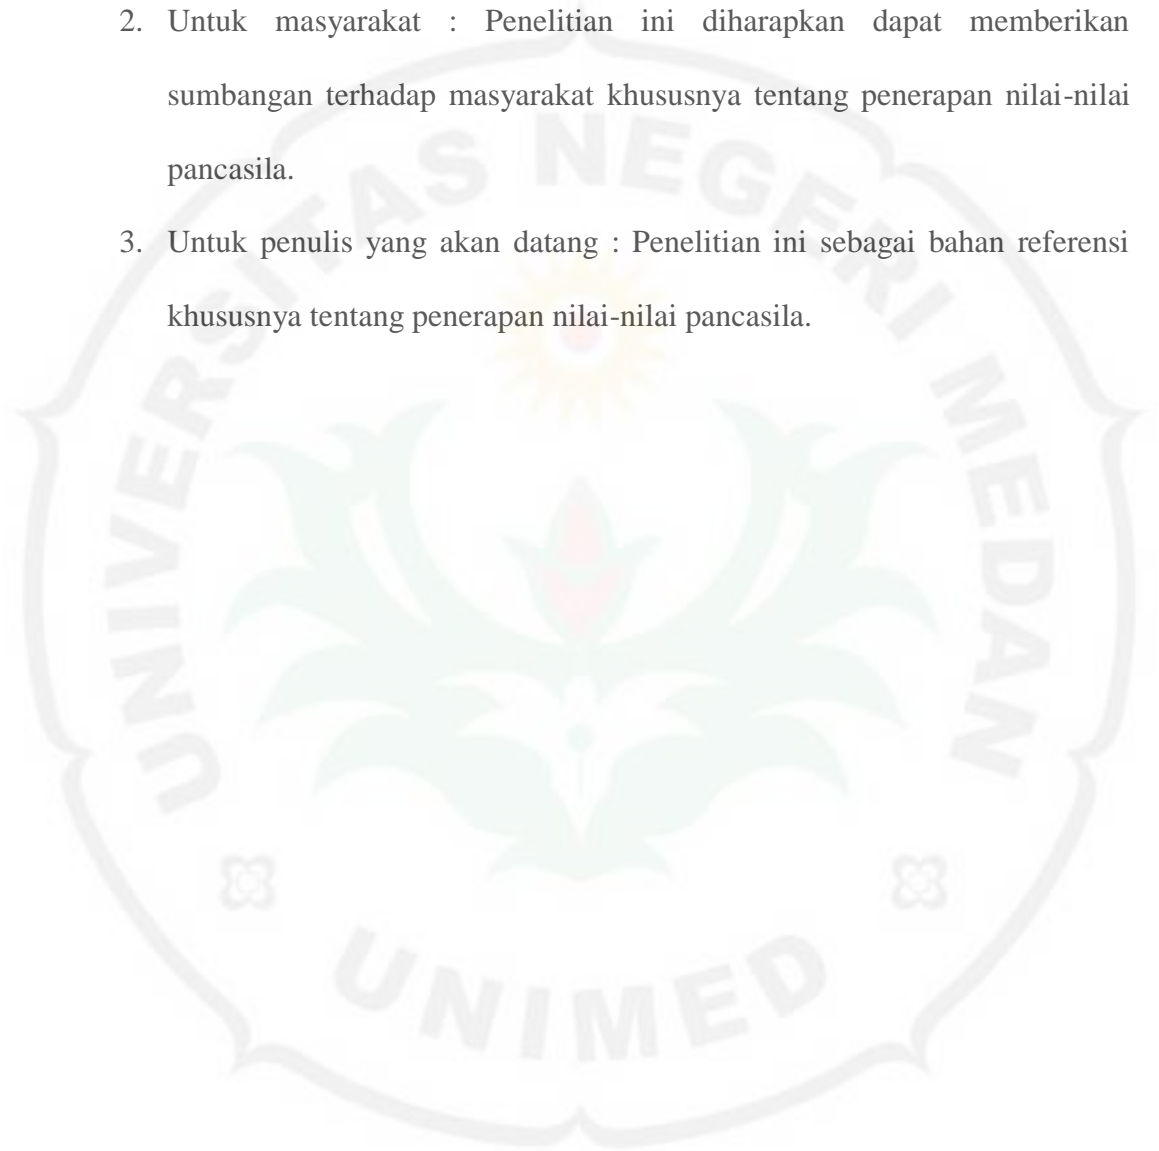 2. Untuk masyarakat : Penelitian ini diharapkan dapat memberikan
sumbangan terhadap masyarakat khususnya tentang penerapan nilai-nilai
pancasila.
3. Untuk penulis yang akan datang : Penelitian ini sebagai bahan referensi
khususnya tentang penerapan nilai-nilai pancasila.
UNIVERSITAS NEGERI MEDAN
UNIMED